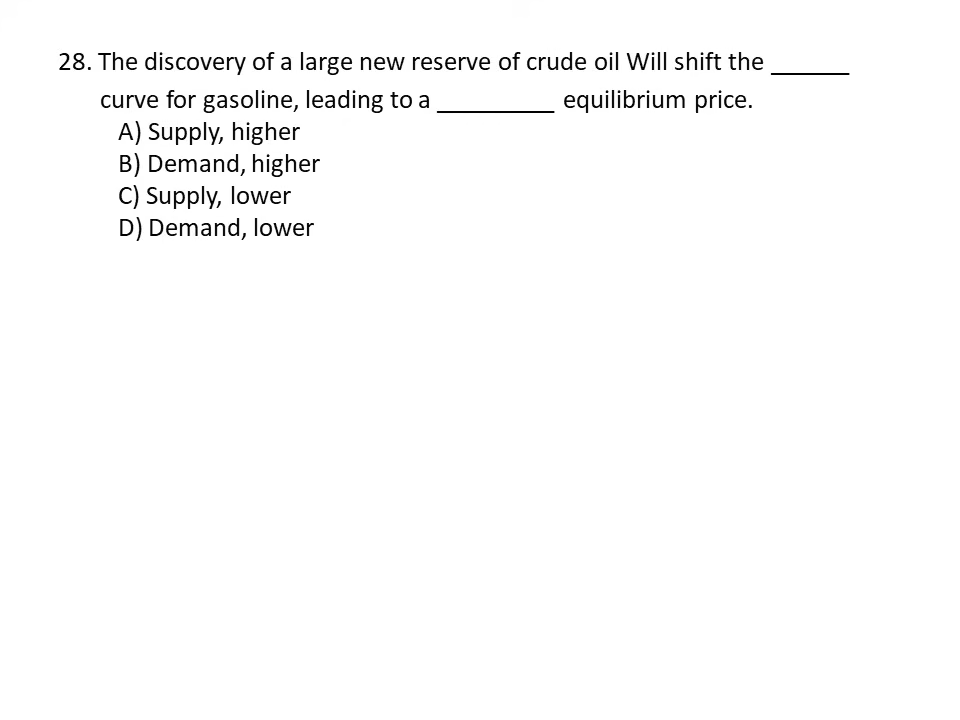 28. The discovery of a large new reserve of crude oil Will shift the ______
curve for gasoline, leading to a _________ equilibrium price.
A) Supply, higher
B) Demand, higher
C) Supply, lower
D) Demand, lower